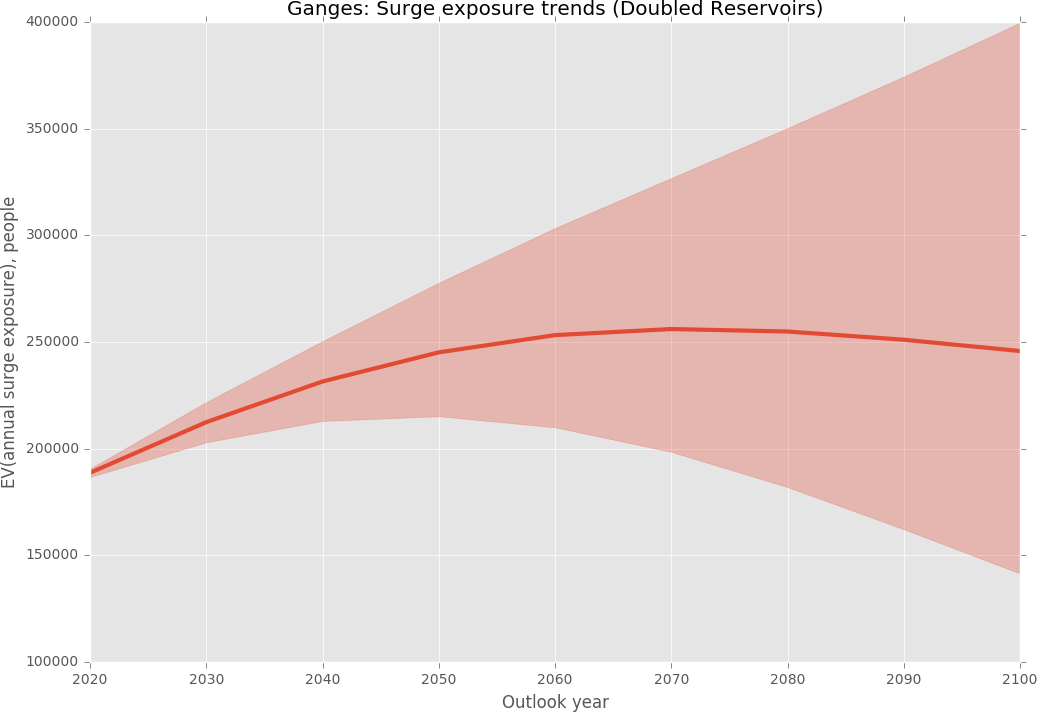 Ganges: Surge exposure trends (Doubled Reservoirs)
400000
350000
300000
250000
200000
150000
100000
EV(annual surge exposure), people
2020 2030 2040 2050 2060 2070 2080 2090 2100
Outlook year